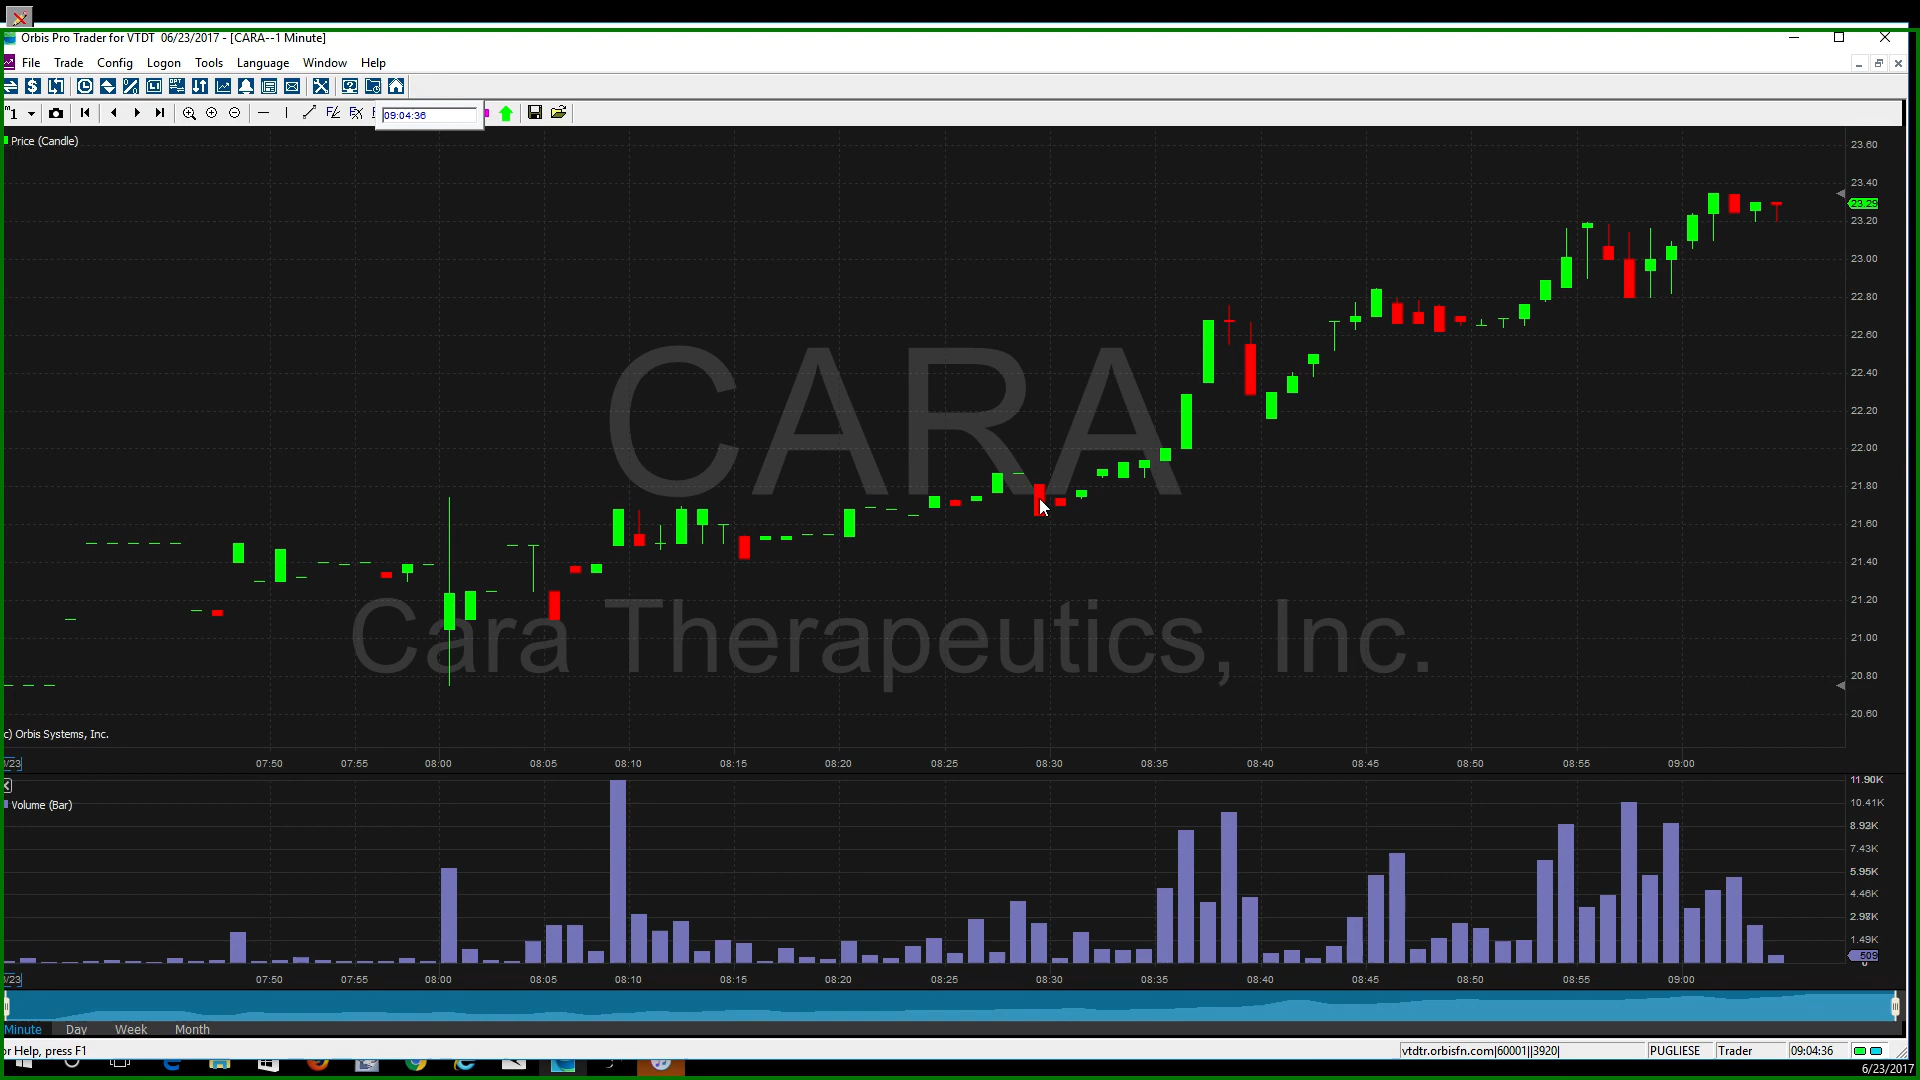 Orbis Pro Trader for VTDT 06/23/2017 - [CARA--1 Minute]
File Trade Config Logon Tools Language Window Help
1 09:04:36
Price (Candle)
23.60
23.40
23.29
23.20
23.00
22.80
22.60
22.40
22.20
22.00
21.80
21.60
21.40
21.20
21.00
20.80
20.60
CARA
Cara Therapeutics, Inc.
c) Orbis Systems, Inc.
/23 07:50 07:55 08:00 08:05 08:10 08:15 08:20 08:25 08:30 08:35 08:40 08:45 08:50 08:55 09:00
Volume (Bar)
11.90K
10.41K
8.92K
7.43K
5.95K
4.46K
2.98K
1.49K
509
0
/23 07:50 07:55 08:00 08:05 08:10 08:15 08:20 08:25 08:30 08:35 08:40 08:45 08:50 08:55 09:00
Minute Day Week Month
or Help, press F1 vtdtr.orbisfn.com|60001||3920| PUGLIESE Trader 09:04:36
6/23/2017